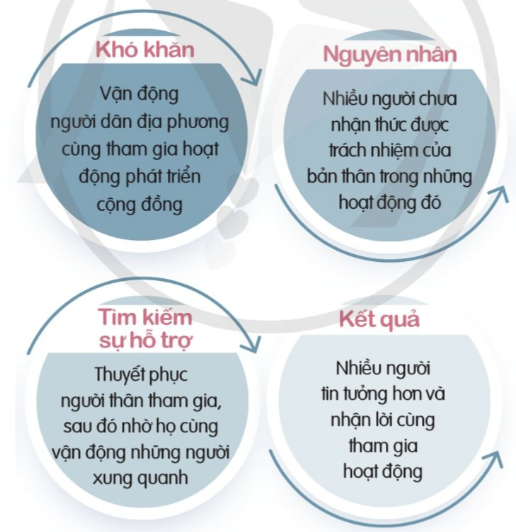 Khó khăn
Vận động
người dân địa phương
cùng tham gia hoạt
động phát triển
cộng đồng
Nguyên nhân
Nhiều người chưa
nhận thức được
trách nhiệm của
bản thân trong những
hoạt động đó
Tìm kiếm
sự hỗ trợ
Thuyết phục
người thân tham gia,
sau đó nhờ họ cùng
vận động những người
xung quanh
Kết quả
Nhiều người
tin tưởng hơn và
nhận lời cùng
tham gia
hoạt động